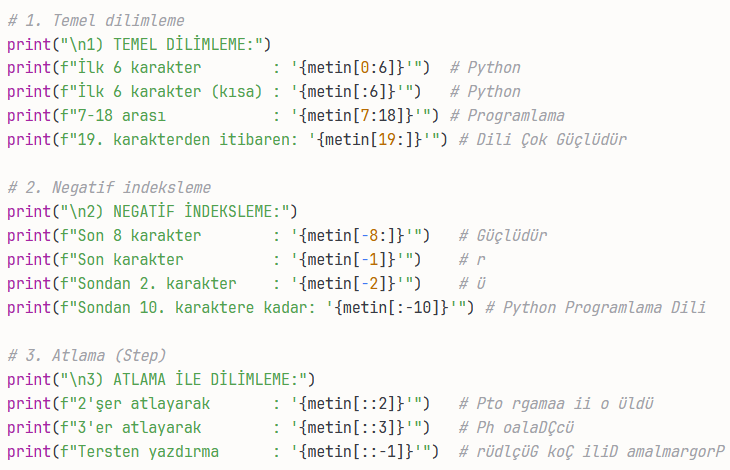 # 1. Temel dilimleme
print("\n1) TEMEL DİLİMLEME:")
print(f"İlk 6 karakter        : '{metin[0:6]}'")  # Python
print(f"İlk 6 karakter (kısa) : '{metin[:6]}'")   # Python
print(f"7-18 arası            : '{metin[7:18]}'") # Programlama
print(f"19. karakterden itibaren: '{metin[19:]}'") # Dili Çok Güçlüdür
# 2. Negatif indeksleme
print("\n2) NEGATİF İNDEKSLEME:")
print(f"Son 8 karakter        : '{metin[-8:]}'")   # Güçlüdür
print(f"Son karakter          : '{metin[-1]}'")    # r
print(f"Sondan 2. karakter    : '{metin[-2]}'")    # ü
print(f"Sondan 10. karaktere kadar: '{metin[:-10]}'") # Python Programlama Dili
# 3. Atlama (Step)
print("\n3) ATLAMA İLE DİLİMLEME:")
print(f"2'şer atlayarak       : '{metin[::2]}'")   # Pto rgamaa ii o üldü
print(f"3'er atlayarak        : '{metin[::3]}'")   # Ph oalaDÇcü
print(f"Tersten yazdırma      : '{metin[::-1]}'")  # rüdlçüG koÇ iliD amalmargorP